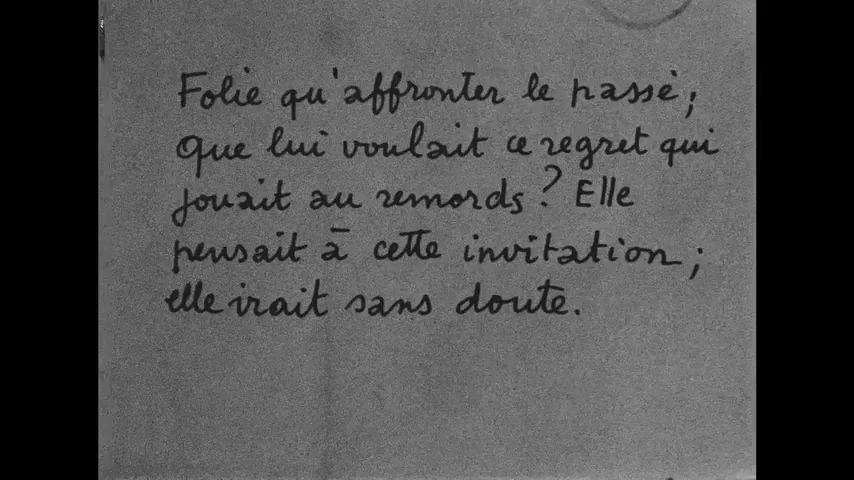 Folie qu'affronter le passé ;
Que lui voulait ce regret qui
jouait au remords ? Elle
pensait à cette invitation ;
elle irait sans doute.